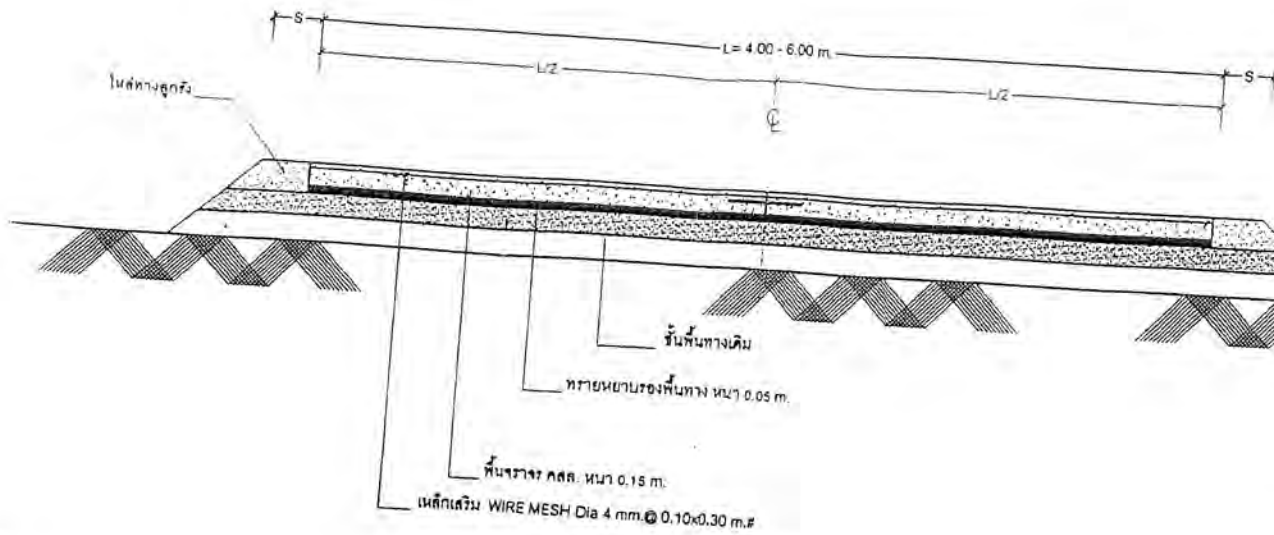 S
L= 4.00 - 6.00 m.
L/2
L/2
S
ไหล่ทางลูกรัง
℄
ชั้นพื้นทางเดิม
ทรายหยาบรองพื้นทาง หนา 0.05 m.
พื้นจราจร คสล. หนา 0.15 m.
เหล็กเสริม WIRE MESH Dia 4 mm.@ 0.10x0.30 m.#